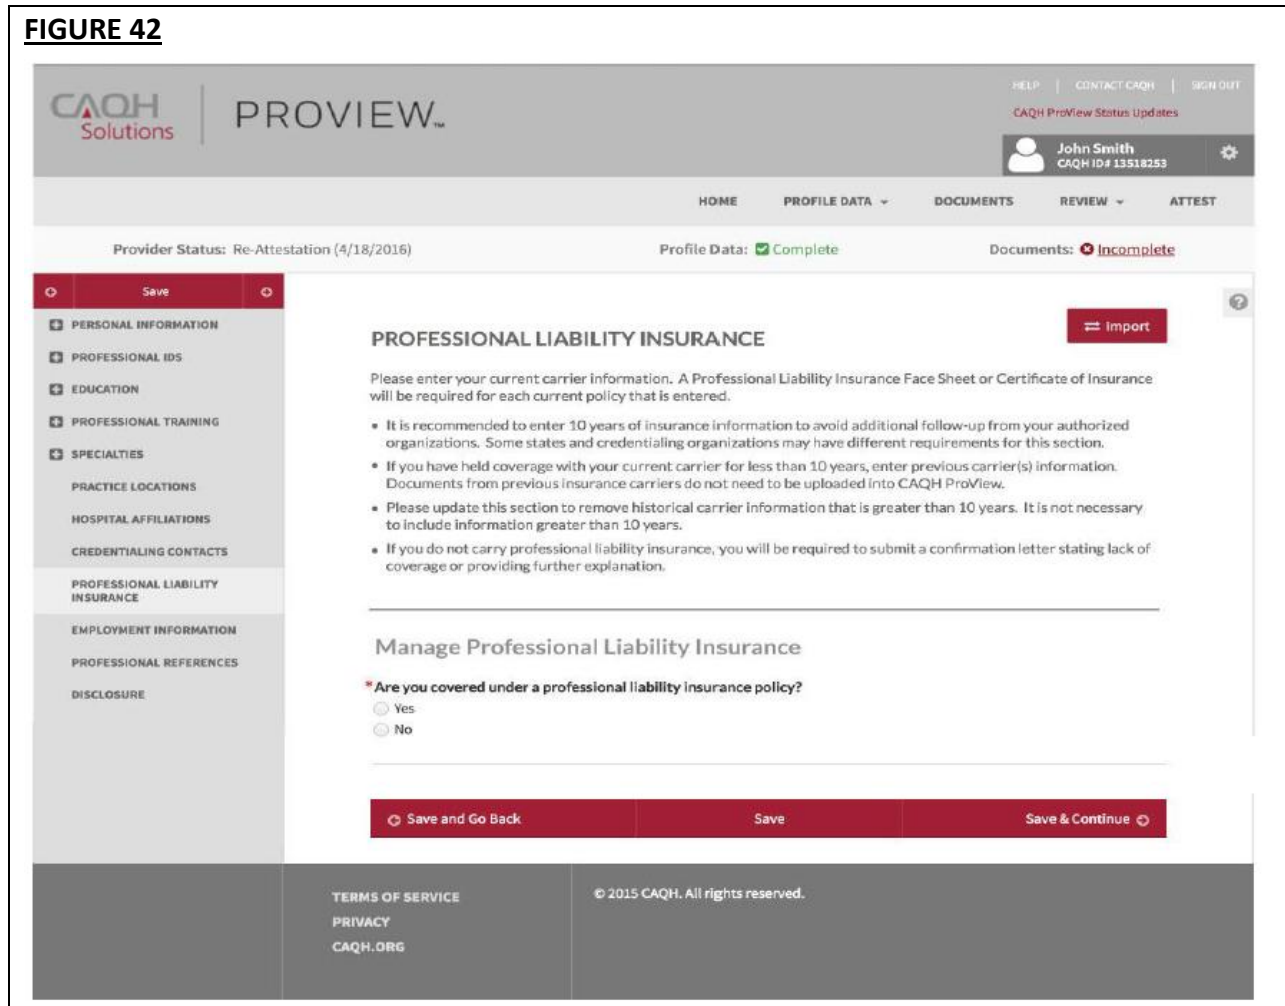 FIGURE 42
CAQH
Solutions
PROVIEW™
HELP | CONTACT CAQH | SIGN OUT
CAQH ProView Status Updates
John Smith
CAQH ID# 13518253
HOME PROFILE DATA DOCUMENTS REVIEW ATTEST
Provider Status: Re-Attestation (4/18/2016) Profile Data: Complete Documents: Incomplete
Save
PERSONAL INFORMATION
PROFESSIONAL IDS
EDUCATION
PROFESSIONAL TRAINING
SPECIALTIES
PRACTICE LOCATIONS
HOSPITAL AFFILIATIONS
CREDENTIALING CONTACTS
PROFESSIONAL LIABILITY
INSURANCE
EMPLOYMENT INFORMATION
PROFESSIONAL REFERENCES
DISCLOSURE
Import
PROFESSIONAL LIABILITY INSURANCE
Please enter your current carrier information. A Professional Liability Insurance Face Sheet or Certificate of Insurance
will be required for each current policy that is entered.
• It is recommended to enter 10 years of insurance information to avoid additional follow-up from your authorized
organizations. Some states and credentialing organizations may have different requirements for this section.
• If you have held coverage with your current carrier for less than 10 years, enter previous carrier(s) information.
Documents from previous insurance carriers do not need to be uploaded into CAQH ProView.
• Please update this section to remove historical carrier information that is greater than 10 years. It is not necessary
to include information greater than 10 years.
• If you do not carry professional liability insurance, you will be required to submit a confirmation letter stating lack of
coverage or providing further explanation.
Manage Professional Liability Insurance
*Are you covered under a professional liability insurance policy?
Yes
No
Save and Go Back Save Save & Continue
TERMS OF SERVICE
PRIVACY
CAQH.ORG
© 2015 CAQH. All rights reserved.